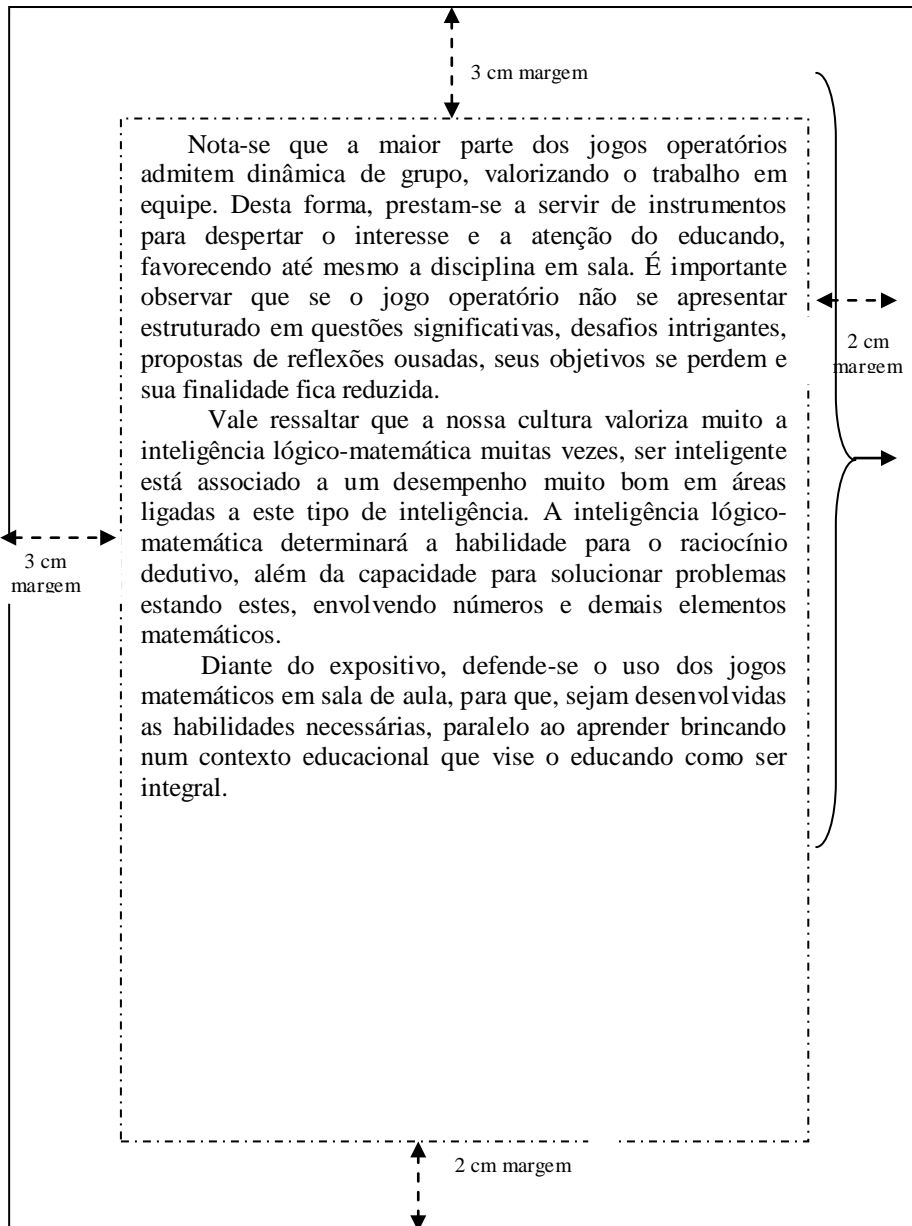 3 cm margem
Nota-se que a maior parte dos jogos operatórios
admitem dinâmica de grupo, valorizando o trabalho em
equipe. Desta forma, prestam-se a servir de instrumentos
para despertar o interesse e a atenção do educando,
favorecendo até mesmo a disciplina em sala. É importante
observar que se o jogo operatório não se apresentar
estruturado em questões significativas, desafios intrigantes,
propostas de reflexões ousadas, seus objetivos se perdem e
sua finalidade fica reduzida.
Vale ressaltar que a nossa cultura valoriza muito a
inteligência lógico-matemática muitas vezes, ser inteligente
está associado a um desempenho muito bom em áreas
ligadas a este tipo de inteligência. A inteligência lógico-
matemática determinará a habilidade para o raciocínio
dedutivo, além da capacidade para solucionar problemas
estando estes, envolvendo números e demais elementos
matemáticos.
Diante do expositivo, defende-se o uso dos jogos
matemáticos em sala de aula, para que, sejam desenvolvidas
as habilidades necessárias, paralelo ao aprender brincando
num contexto educacional que vise o educando como ser
integral.
2 cm
margem
3 cm
margem
2 cm margem